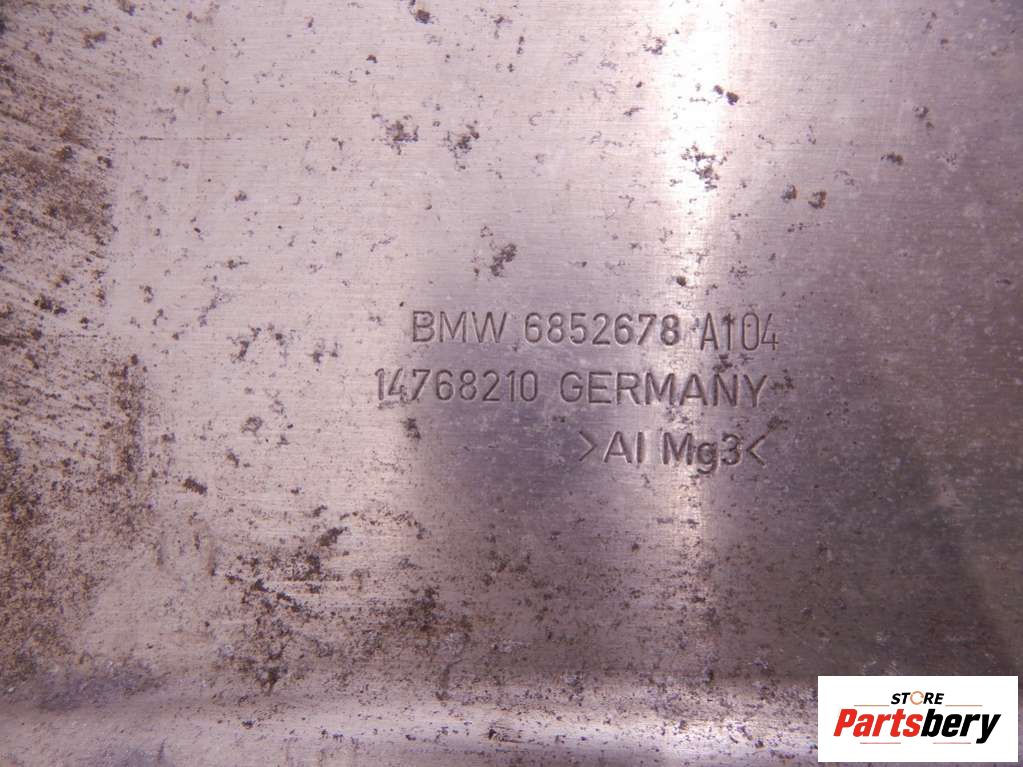 BMW 6852678 A104
14768210 GERMANY
>Al Mg3<
STORE
Partsbery